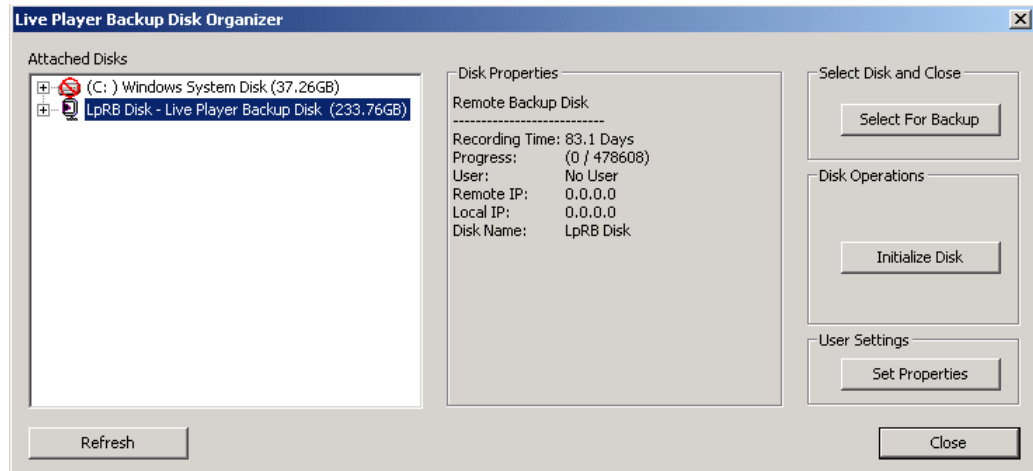 Live Player Backup Disk Organizer
Attached Disks
(C: ) Windows System Disk (37.26GB)
LpRB Disk - Live Player Backup Disk (233.76GB)
Refresh
Disk Properties
Remote Backup Disk
---------------------------
Recording Time: 83.1 Days
Progress: (0 / 478608)
User: No User
Remote IP: 0.0.0.0
Local IP: 0.0.0.0
Disk Name: LpRB Disk
Select Disk and Close
Select For Backup
Disk Operations
Initialize Disk
User Settings
Set Properties
Close